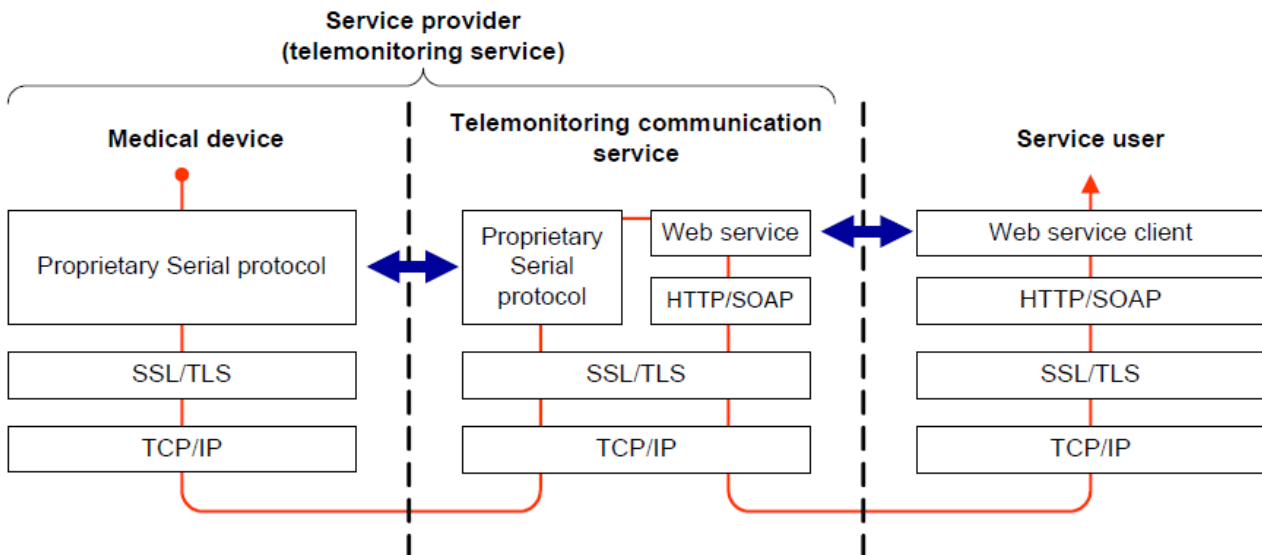 Service provider
(telemonitoring service)
Medical device
Telemonitoring communication
service
Service user
Proprietary Serial protocol
Proprietary
Serial
protocol
Web service
Web service client
HTTP/SOAP
HTTP/SOAP
SSL/TLS
SSL/TLS
SSL/TLS
TCP/IP
TCP/IP
TCP/IP